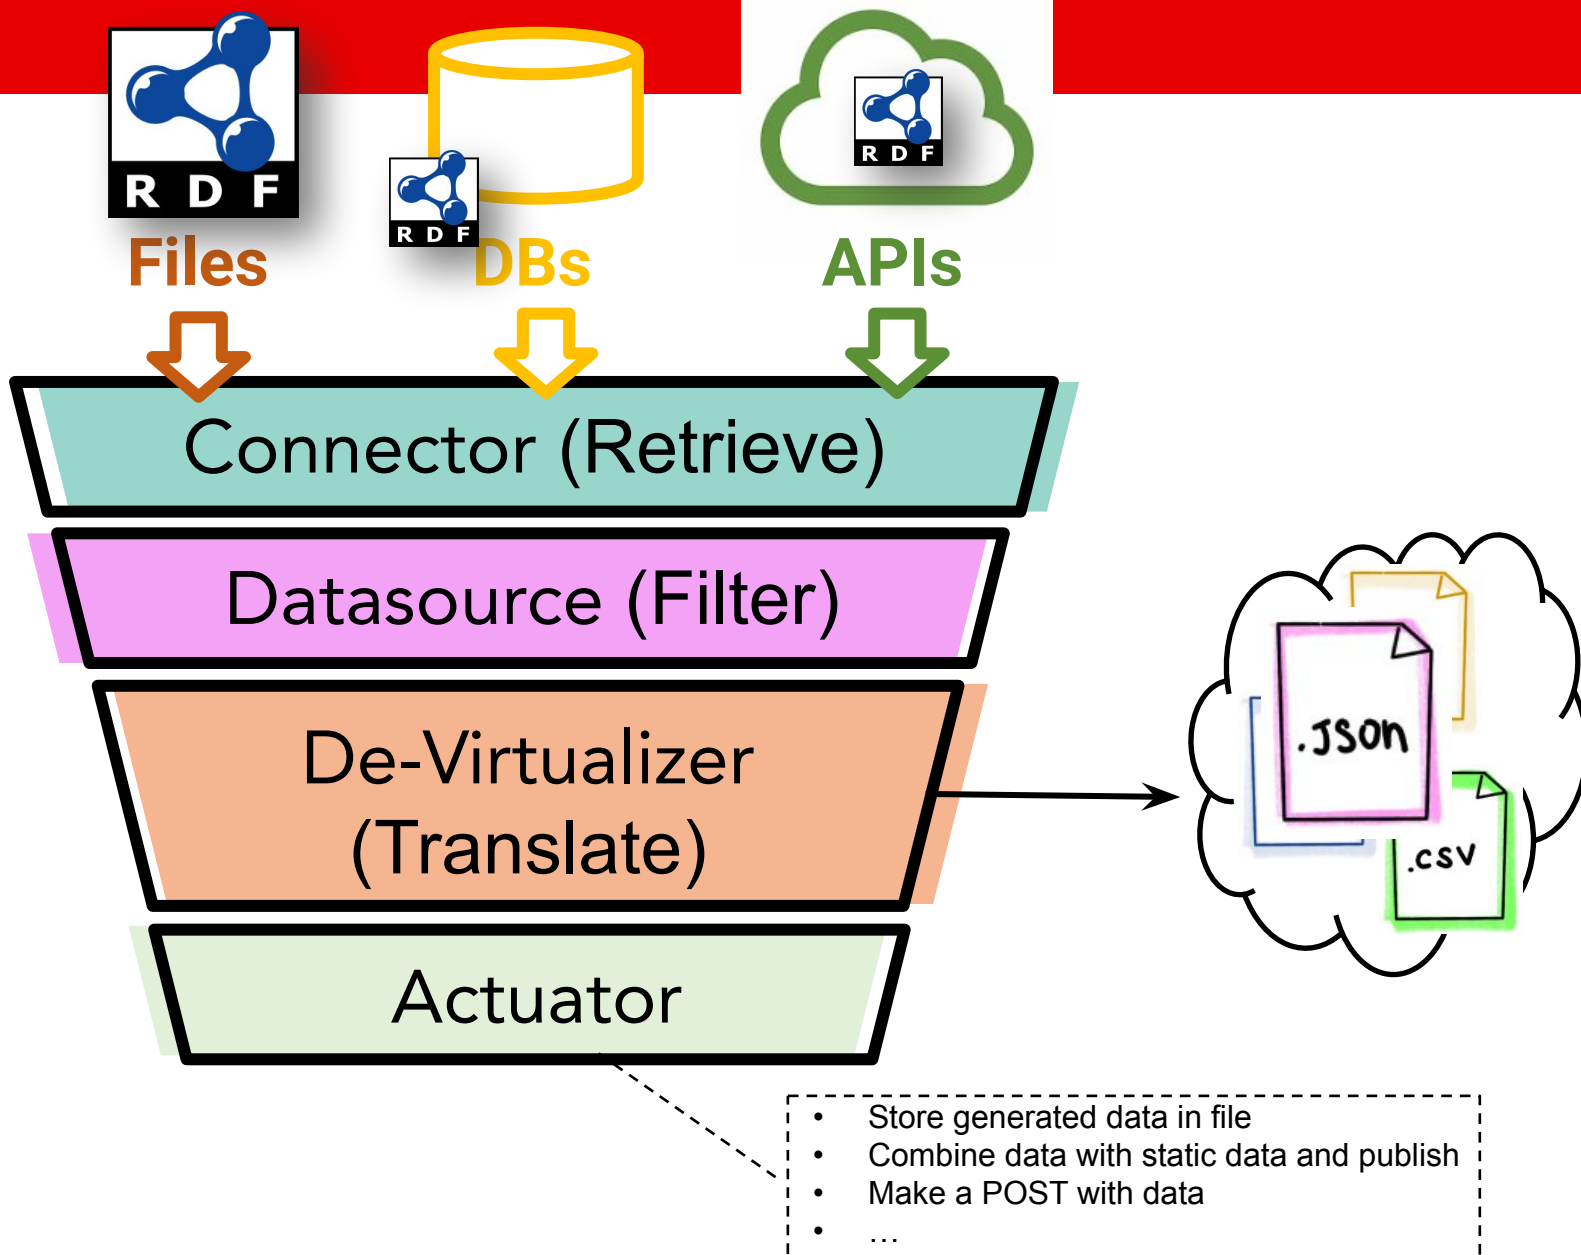 RDF
RDF
RDF
Files
DBs
APIs
Connector (Retrieve)
Datasource (Filter)
De-Virtualizer
(Translate)
.JSON
.csv
Actuator
• Store generated data in file
• Combine data with static data and publish
• Make a POST with data
• …